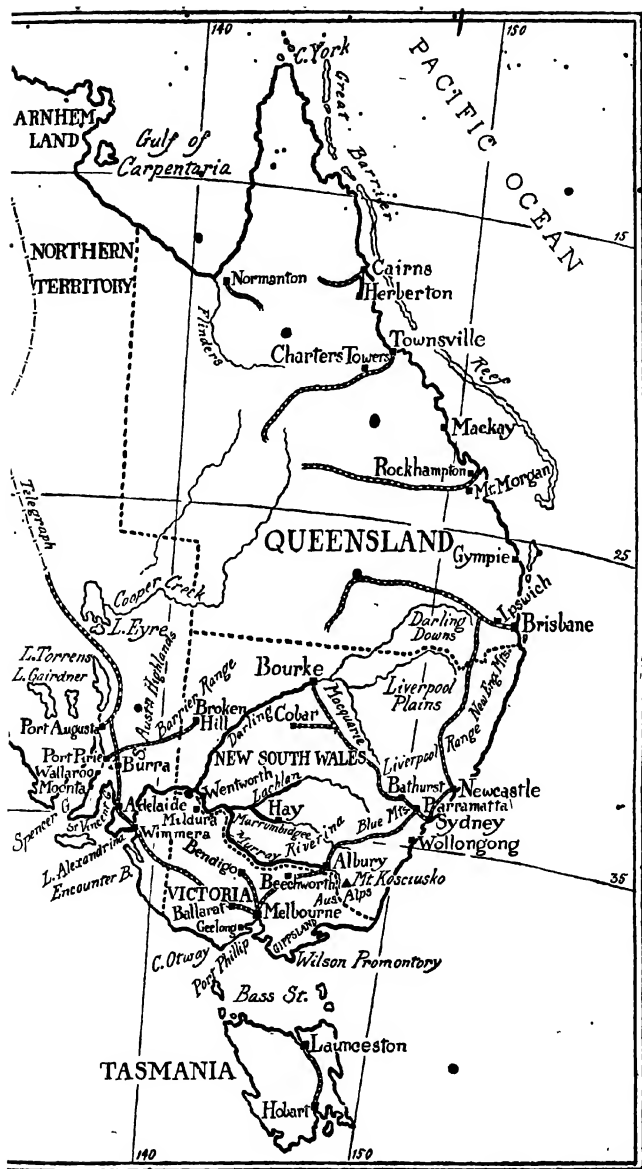 140
150
C. York
PACIFIC OCEAN
Great Barrier Reef
ARNHEM
LAND
Gulf of
Carpentaria
15
NORTHERN
TERRITORY
Normanton
Cairns
Herberton
Flinders
Townsville
Charters Towers
Mackay
Rockhampton
Mt. Morgan
Telegraph
QUEENSLAND
25
Gympie
Cooper Creek
Ipswich
L. Eyre
Darling
Downs
Brisbane
L. Torrens
L. Gairdner
S. Austn Highlands
Bourke
Liverpool
Plains
New Eng. Mts.
Barrier Range
Broken
Hill
Darling
Cobar
Macquarie
Port Augusta
NEW SOUTH WALES
Liverpool Range
Port Pirie
Wallaroo
Moonta
Burra
Wentworth
Lachlan
Bathurst
Newcastle
Parramatta
Spencer G.
St Vincent G.
Adelaide
Mildura
Hay
Murrumbidgee
Riverina
Blue Mts.
Sydney
Wimmera
Murray
Wollongong
L. Alexandrina
Encounter B.
Bendigo
Albury
35
Beechworth
Mt Kosciusko
VICTORIA
Aus. Alps
Ballarat
Melbourne
Geelong
GIPPSLAND
C. Otway
Port Phillip
Wilson Promontory
Bass St.
Launceston
TASMANIA
Hobart
140
150